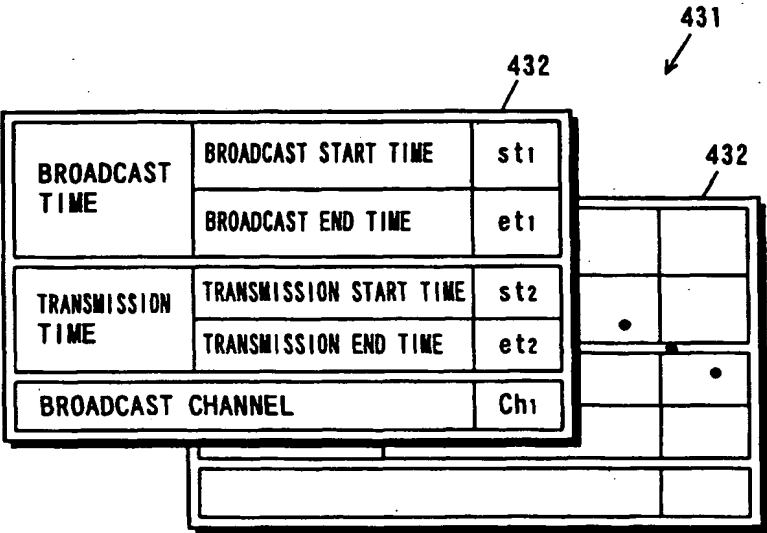 431
432
432
BROADCAST TIME
BROADCAST START TIME st1
BROADCAST END TIME et1
TRANSMISSION TIME
TRANSMISSION START TIME st2
TRANSMISSION END TIME et2
BROADCAST CHANNEL Ch1